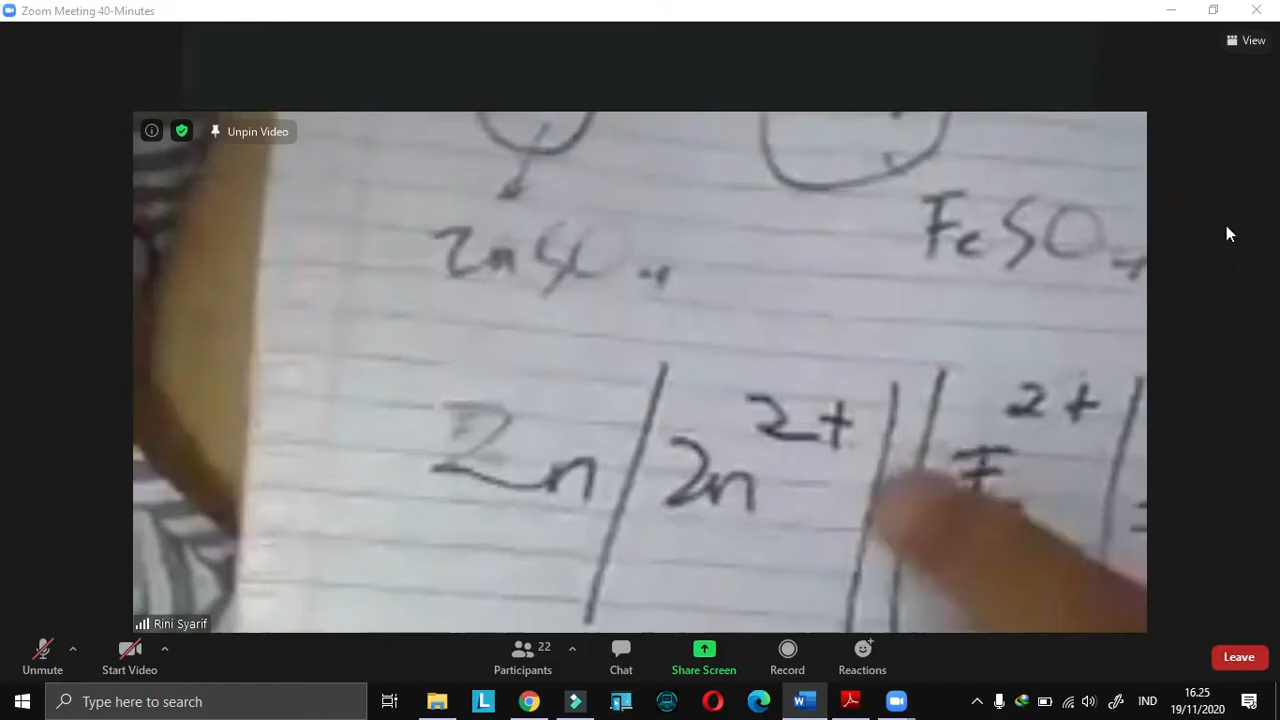 Zoom Meeting 40-Minutes
View
Unpin Video
ZnSO4 FeSO4
Zn | Zn2+ || Fe2+ |
Rini Syarif
Unmute
Start Video
22
Participants
Chat
Share Screen
Record
Reactions
Leave
Type here to search
IND
16.25
19/11/2020